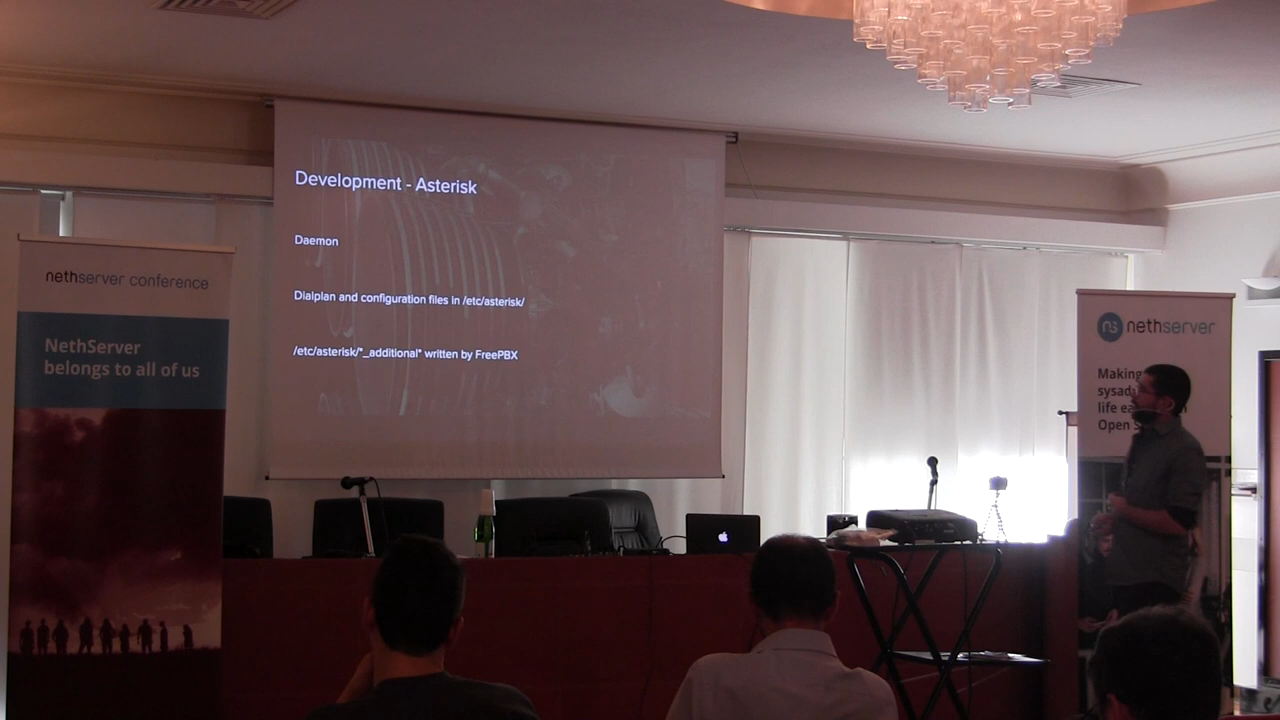 Development - Asterisk
Daemon
Dialplan and configuration files in /etc/asterisk/
/etc/asterisk/*_additional* written by FreePBX
nethserver conference
NetHServer
belongs to all of us
ns nethserver
Making
sysad
life ea
Open S